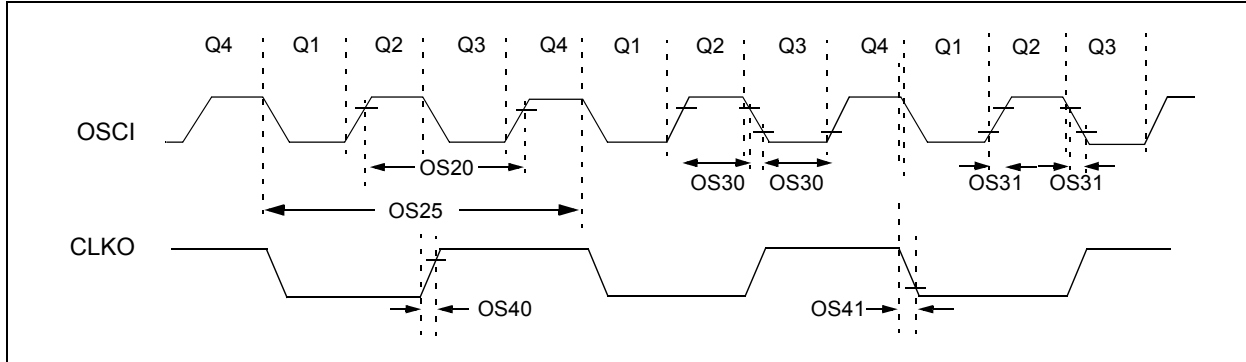 Q4 Q1 Q2 Q3 Q4 Q1 Q2 Q3 Q4 Q1 Q2 Q3
OSCI
OS20
OS30 OS30
OS31 OS31
OS25
CLKO
OS40
OS41